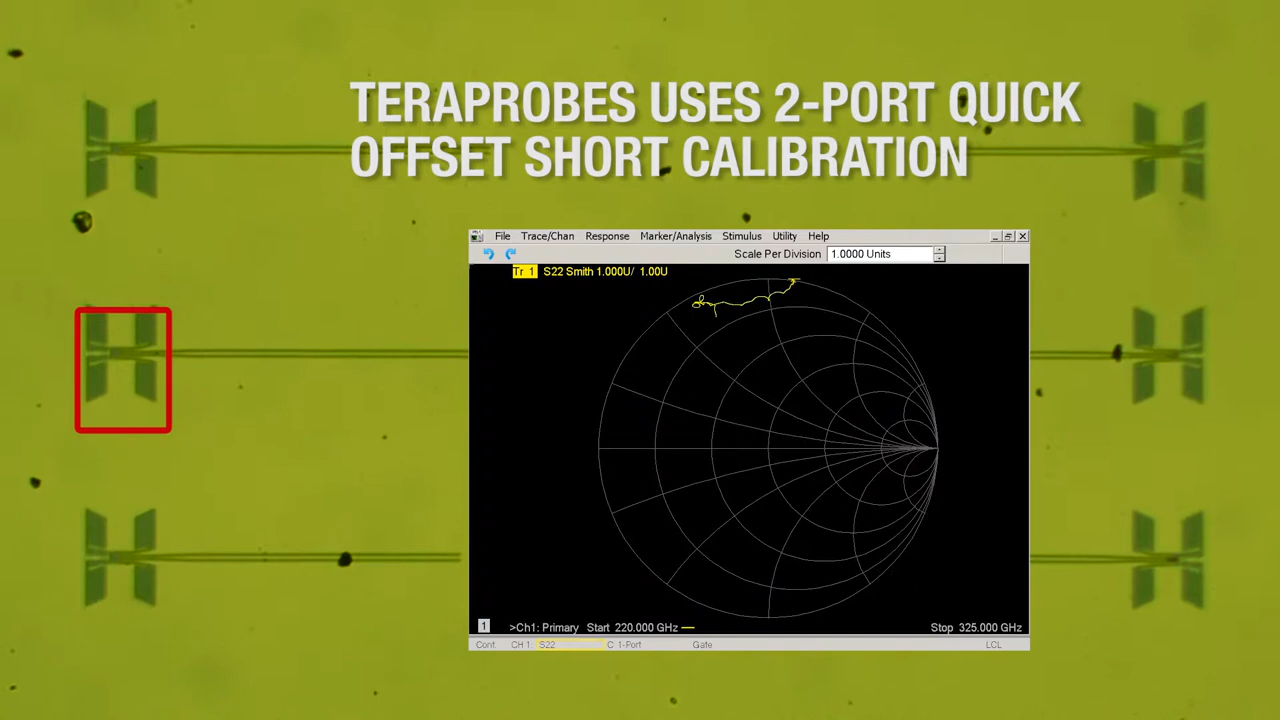 TERAPROBES USES 2-PORT QUICK
OFFSET SHORT CALIBRATION
File Trace/Chan Response Marker/Analysis Stimulus Utility Help
Scale Per Division 1.0000 Units
Tr 1 S22 Smith 1.000U/ 1.00U
1 >Ch1: Primary Start 220.000 GHz Stop 325.000 GHz
Cont. CH 1: S22 C 1-Port Gate LCL